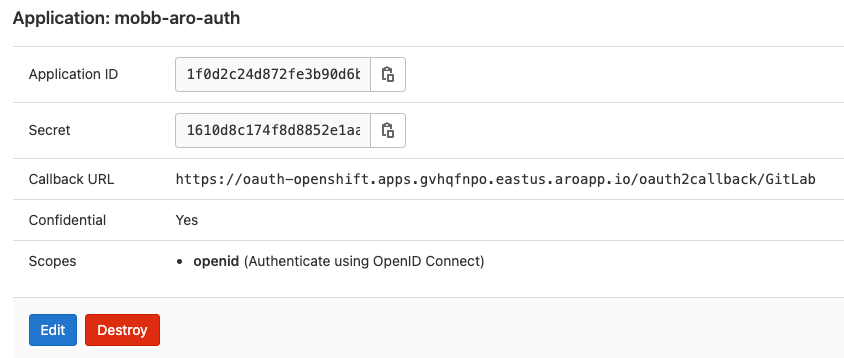 Application: mobb-aro-auth
Application ID 1f0d2c24d872fe3b90d6b
Secret 1610d8c174f8d8852e1aa
Callback URL https://oauth-openshift.apps.gvhqfnpo.eastus.aroapp.io/oauth2callback/GitLab
Confidential Yes
Scopes • openid (Authenticate using OpenID Connect)
Edit Destroy